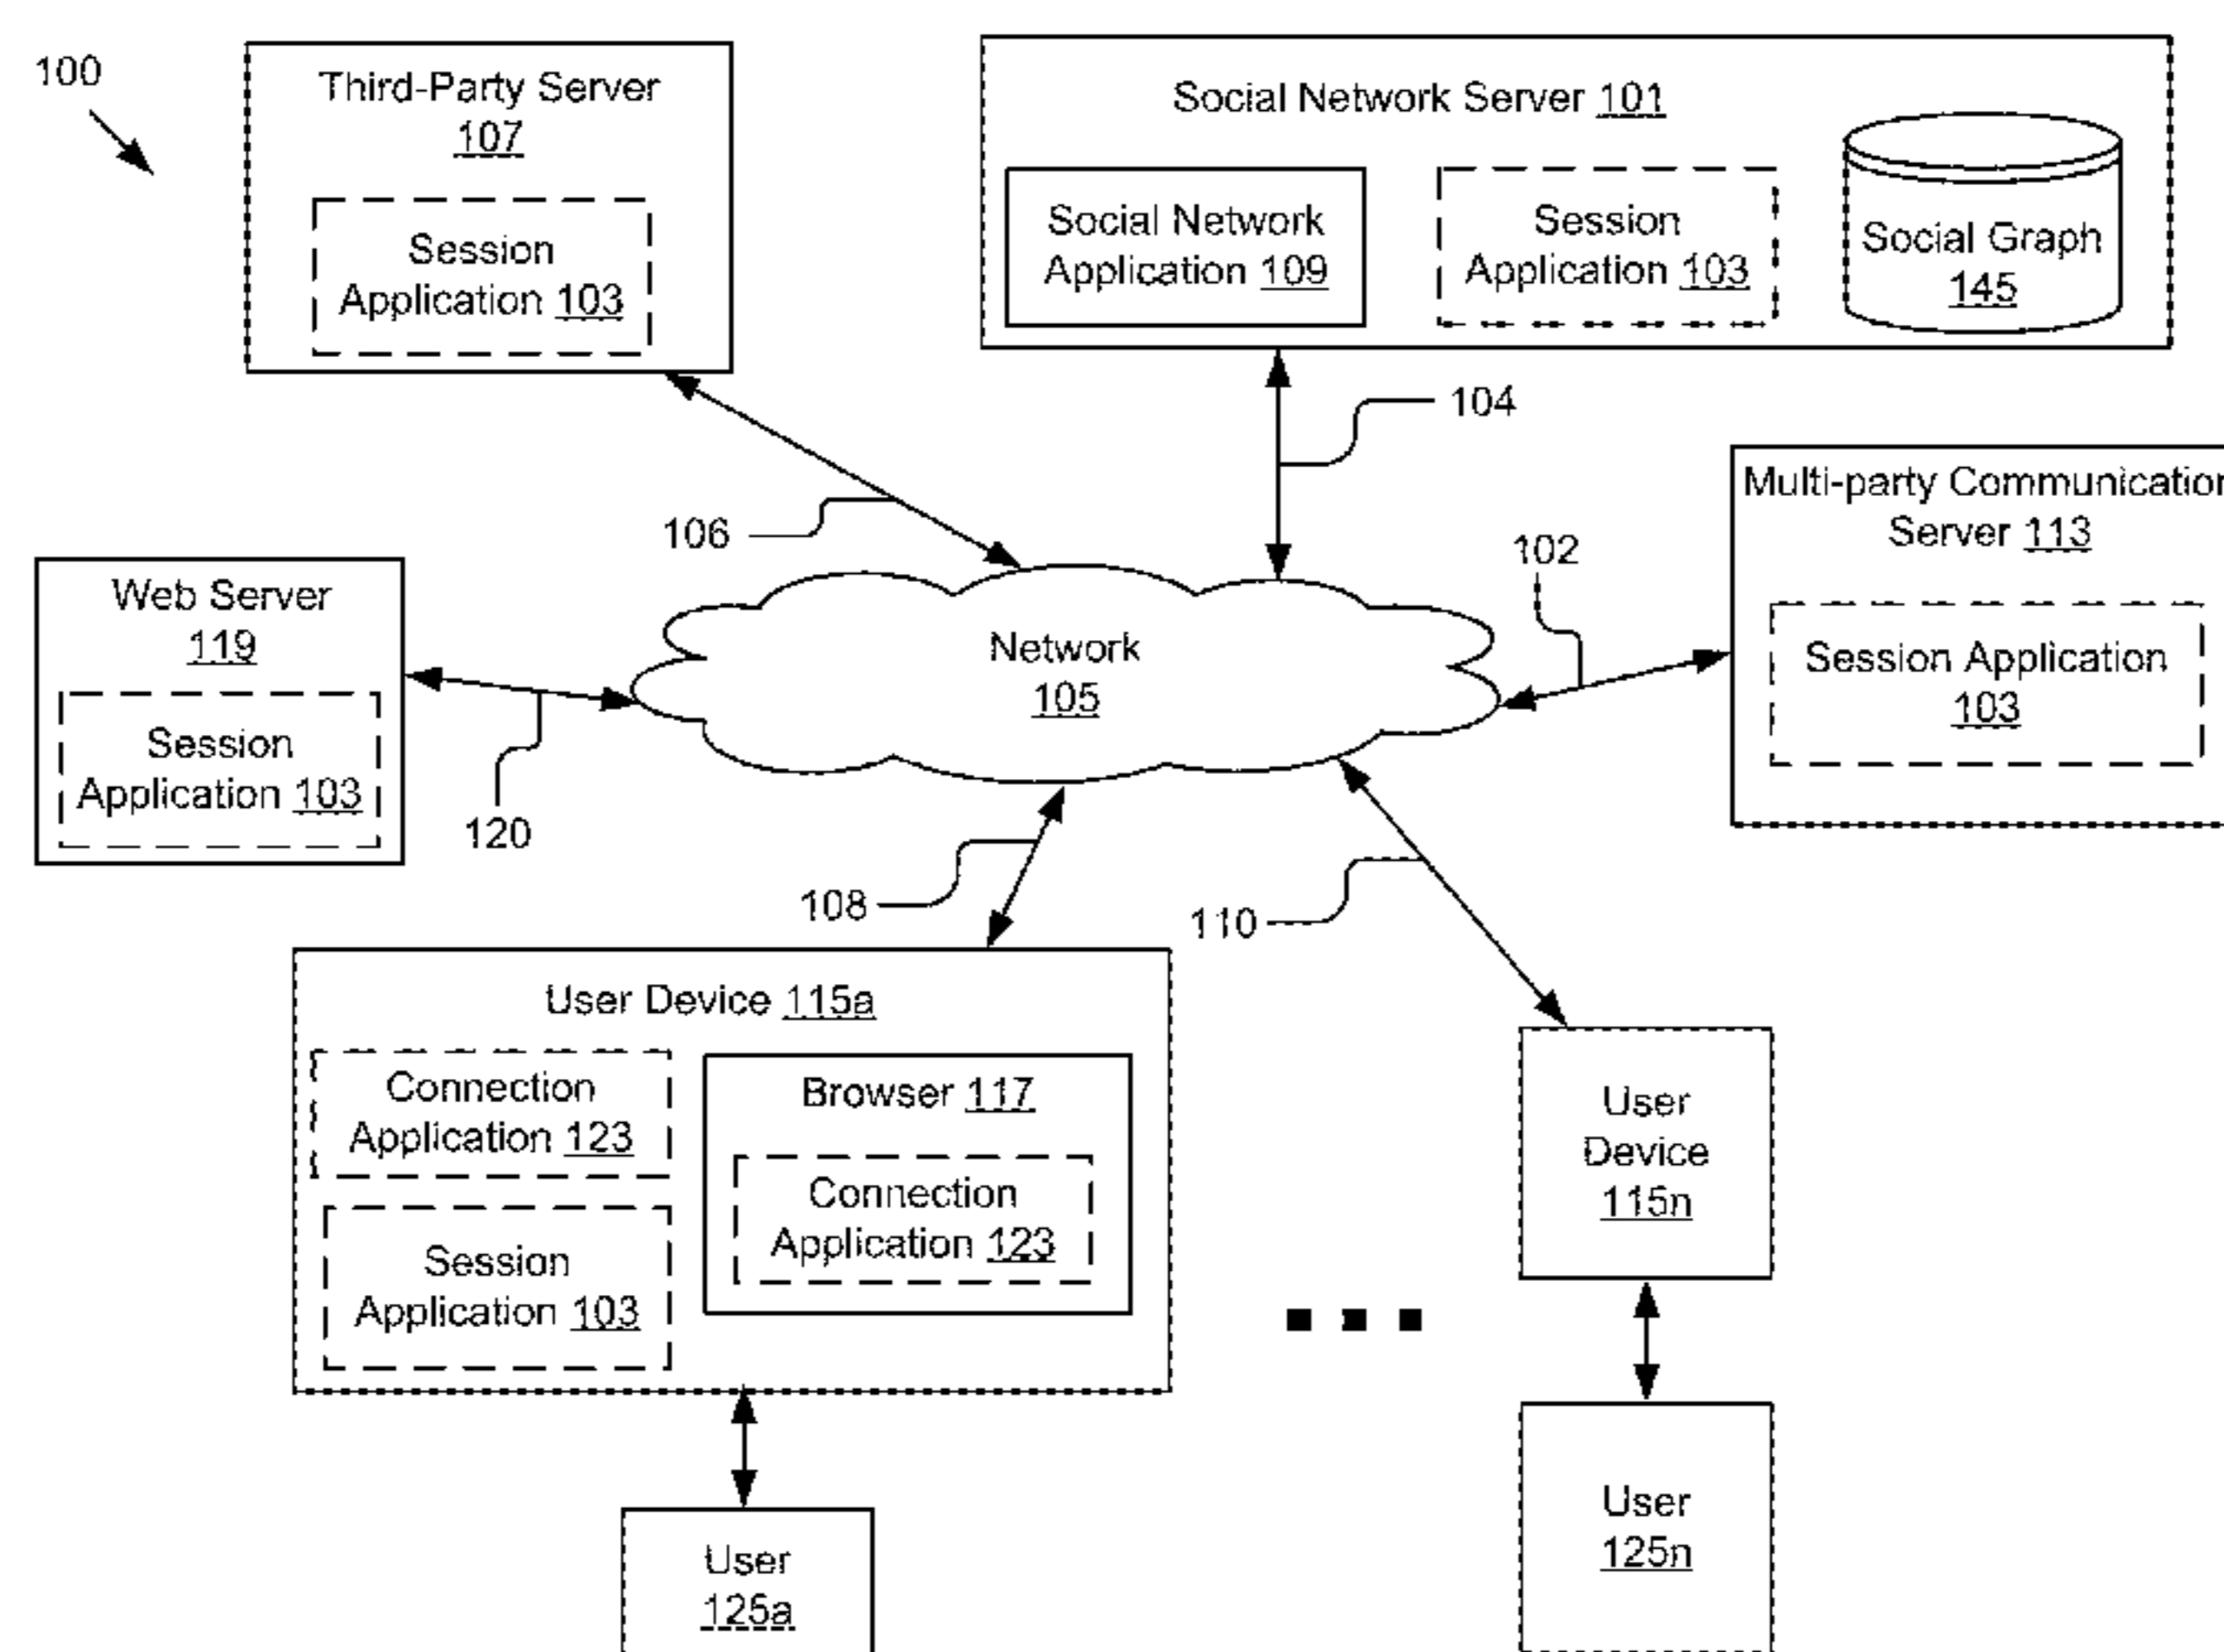 100
Third-Party Server
107
Session
Application 103
Social Network Server 101
Social Network
Application 109
Session
Application 103
Social Graph
145
104
106
Multi-party Communication
Server 113
Session Application
103
102
Web Server
119
Session
Application 103
120
Network
105
108
110
User Device 115a
Connection
Application 123
Session
Application 103
Browser 117
Connection
Application 123
User
Device
115n
User
125a
User
125n